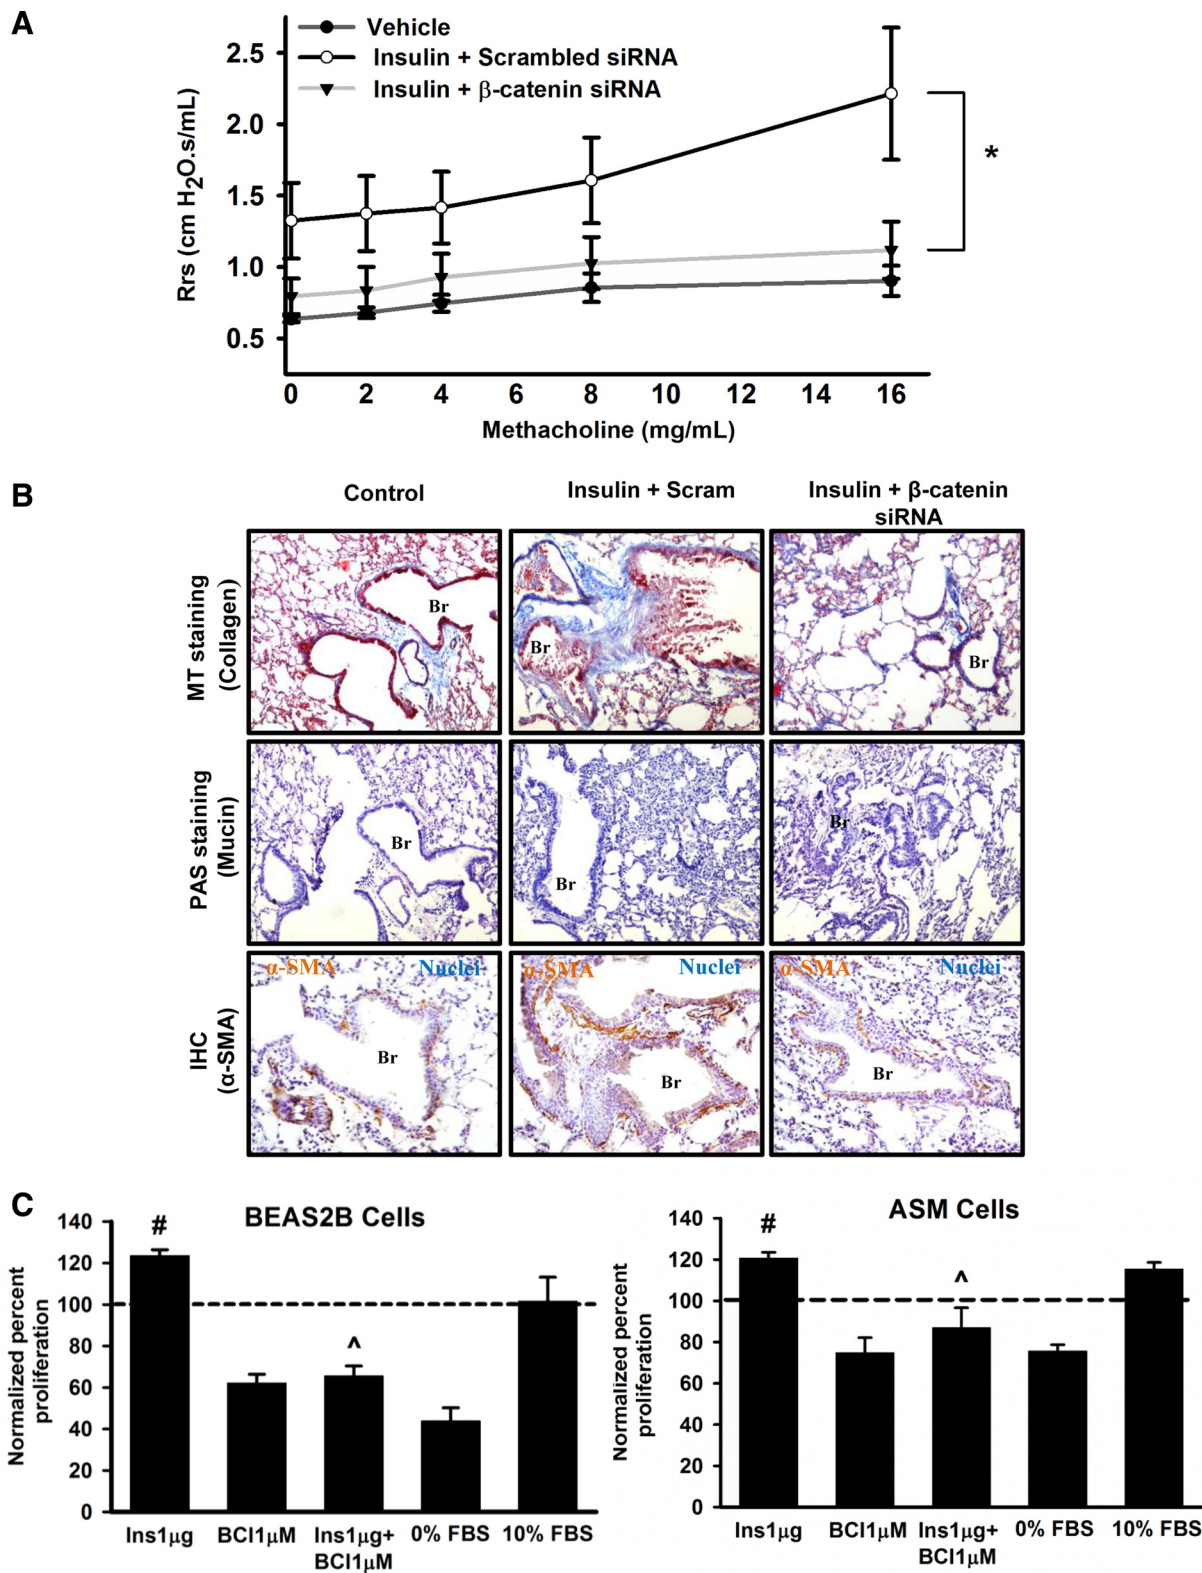 A
Vehicle
Insulin + Scrambled siRNA
Insulin + β-catenin siRNA
Rrs (cm H2O.s/mL)
2.5
2.0
1.5
1.0
0.5
*
0 2 4 6 8 10 12 14 16
Methacholine (mg/mL)
B
Control
Insulin + Scram
Insulin + β-catenin
siRNA
MT staining
(Collagen)
Br
Br
Br
PAS staining
(Mucin)
Br
Br
Br
IHC
(α-SMA)
α-SMA Nuclei
Br
α-SMA Nuclei
Br
α-SMA Nuclei
Br
C
BEAS2B Cells
Normalized percent
proliferation
140
120
100
80
60
40
20
0
#
^
Ins1μg BCI1μM Ins1μg+ 0% FBS 10% FBS
BCI1μM
ASM Cells
Normalized percent
proliferation
140
120
100
80
60
40
20
0
#
^
Ins1μg BCI1μM Ins1μg+ 0% FBS 10% FBS
BCI1μM